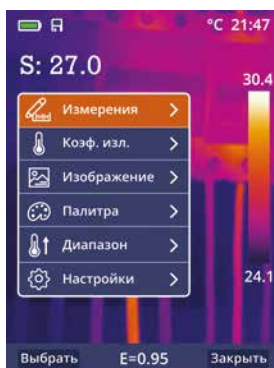 °C 21:47
S: 27.0
30.4
Измерения
Коэф. изл.
Изображение
Палитра
Диапазон
Настройки
24.1
Выбрать E=0.95 Закрыть